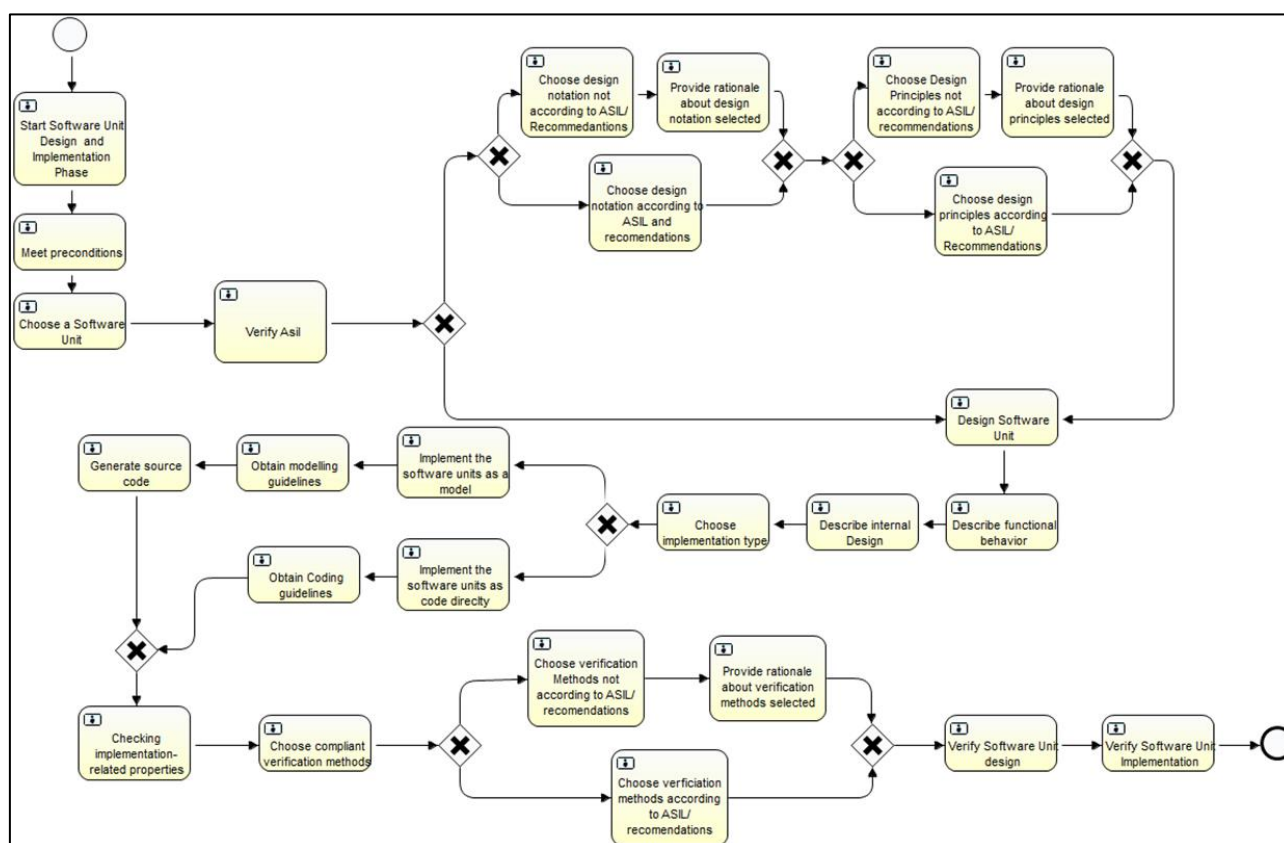 Start Software Unit
Design and
Implementation
Phase
Meet preconditions
Choose a Software
Unit
Verify Asil
Choose design
notation not
according to ASIL/
Recommedantions
Provide rationale
about design
notation selected
Choose design
notation according to
ASIL and
recomendations
Choose Design
Principles not
according to ASIL/
recommendations
Provide rationale
about design
principles selected
Choose design
principles according
to ASIL/
Recommendations
Design Software
Unit
Describe functional
behavior
Describe internal
Design
Choose
implementation type
Implement the
software units as a
model
Obtain modelling
guidelines
Generate source
code
Implement the
software units as
code direclty
Obtain Coding
guidelines
Checking
implementation-
related properties
Choose compliant
verification methods
Choose verification
Methods not
according to ASIL/
recomendations
Provide rationale
about verification
methods selected
Choose verficiation
methods according
to ASIL/
recomendations
Verify Software Unit
design
Verify Software Unit
Implementation